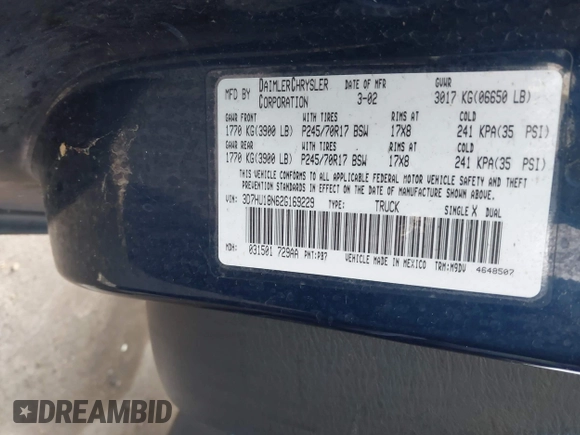 MFD BY DAIMLERCHRYSLER CORPORATION DATE OF MFR 3-02 GVWR 3017 KG(06650 LB)
GAWR FRONT WITH TIRES RIMS AT COLD
1770 KG(3900 LB) P245/70R17 BSW 17X8 241 KPA(35 PSI)
GAWR REAR WITH TIRES RIMS AT COLD
1770 KG(3900 LB) P245/70R17 BSW 17X8 241 KPA(35 PSI)
THIS VEHICLE CONFORMS TO ALL APPLICABLE FEDERAL MOTOR VEHICLE SAFETY AND THEFT
PREVENTION STANDARDS IN EFFECT ON THE DATE OF MANUFACTURE SHOWN ABOVE.
VIN: 3D7HU18N62G169229 TYPE: TRUCK SINGLE X DUAL
MDH: 031501 729AA PNT:PB7 VEHICLE MADE IN MEXICO TRM:M9DV 4648507
DREAMBID